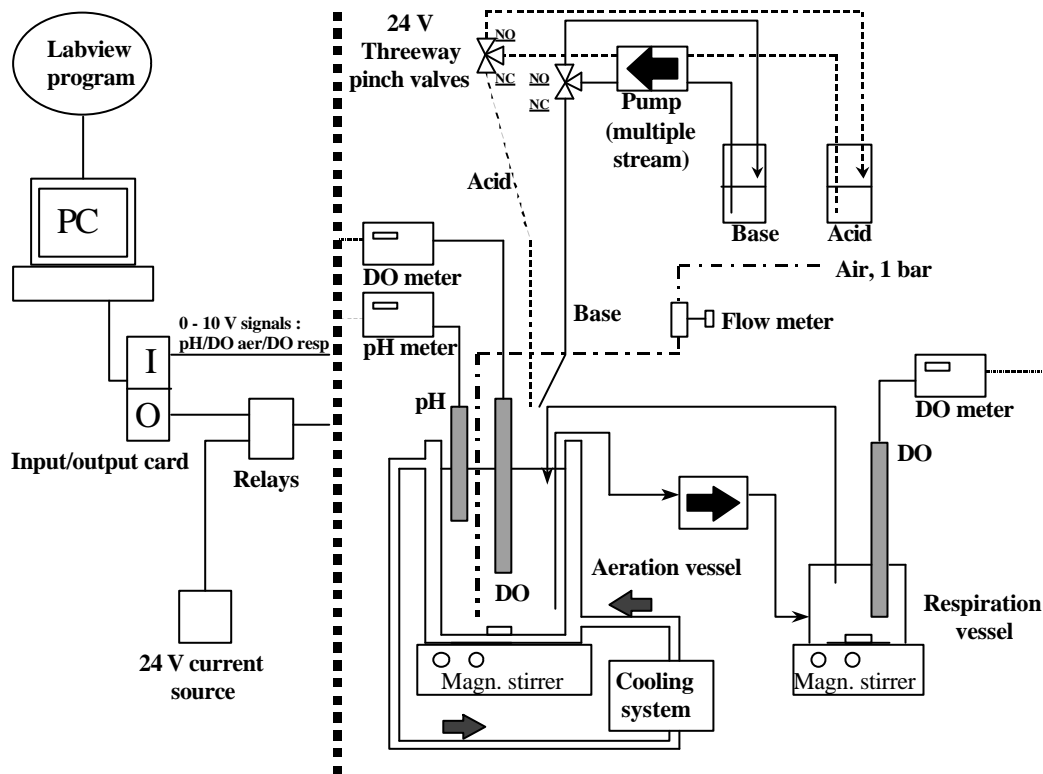 Labview
program
PC
0 - 10 V signals :
pH/DO aer/DO resp
I
O
Input/output card
Relays
24 V current
source
24 V
Threeway
pinch valves
NO
NC
NO
NC
Pump
(multiple
stream)
Acid
Base
Acid
DO meter
Air, 1 bar
Base
Flow meter
pH meter
pH
DO meter
DO
DO
Aeration vessel
Respiration
vessel
Magn. stirrer
Cooling
system
Magn. stirrer